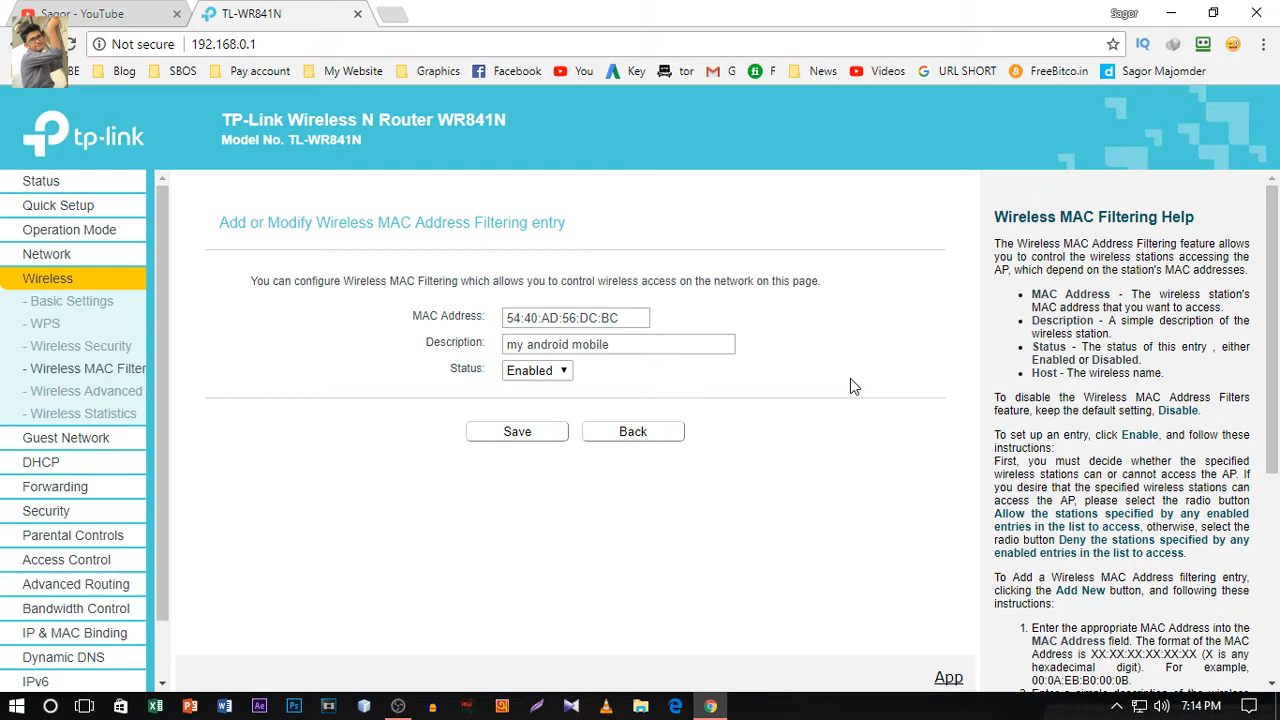 Sagor - YouTube
TL-WR841N
Sagor
Not secure
192.168.0.1
BE
Blog
SBOS
Pay account
My Website
Graphics
Facebook
You
Key
tor
G
F
News
Videos
URL SHORT
FreeBitco.in
Sagor Majomder
tp-link
TP-Link Wireless N Router WR841N
Model No. TL-WR841N
Status
Quick Setup
Operation Mode
Network
Wireless
- Basic Settings
- WPS
- Wireless Security
- Wireless MAC Filter
- Wireless Advanced
- Wireless Statistics
Guest Network
DHCP
Forwarding
Security
Parental Controls
Access Control
Advanced Routing
Bandwidth Control
IP & MAC Binding
Dynamic DNS
IPv6
Add or Modify Wireless MAC Address Filtering entry
You can configure Wireless MAC Filtering which allows you to control wireless access on the network on this page.
MAC Address: 54:40:AD:56:DC:BC
Description: my android mobile
Status: Enabled
Save
Back
App
Wireless MAC Filtering Help
The Wireless MAC Address Filtering feature allows
you to control the wireless stations accessing the
AP, which depend on the station's MAC addresses.
• MAC Address - The wireless station's
MAC address that you want to access.
• Description - A simple description of the
wireless station.
• Status - The status of this entry , either
Enabled or Disabled.
• Host - The wireless name.
To disable the Wireless MAC Address Filters
feature, keep the default setting, Disable.
To set up an entry, click Enable, and follow these
instructions:
First, you must decide whether the specified
wireless stations can or cannot access the AP. If
you desire that the specified wireless stations can
access the AP, please select the radio button
Allow the stations specified by any enabled
entries in the list to access, otherwise, select the
radio button Deny the stations specified by any
enabled entries in the list to access.
To Add a Wireless MAC Address filtering entry,
clicking the Add New button, and following these
instructions:
1. Enter the appropriate MAC Address into the
MAC Address field. The format of the MAC
Address is XX:XX:XX:XX:XX:XX (X is any
hexadecimal digit). For example,
00:0A:EB:B0:00:0B.
7:14 PM